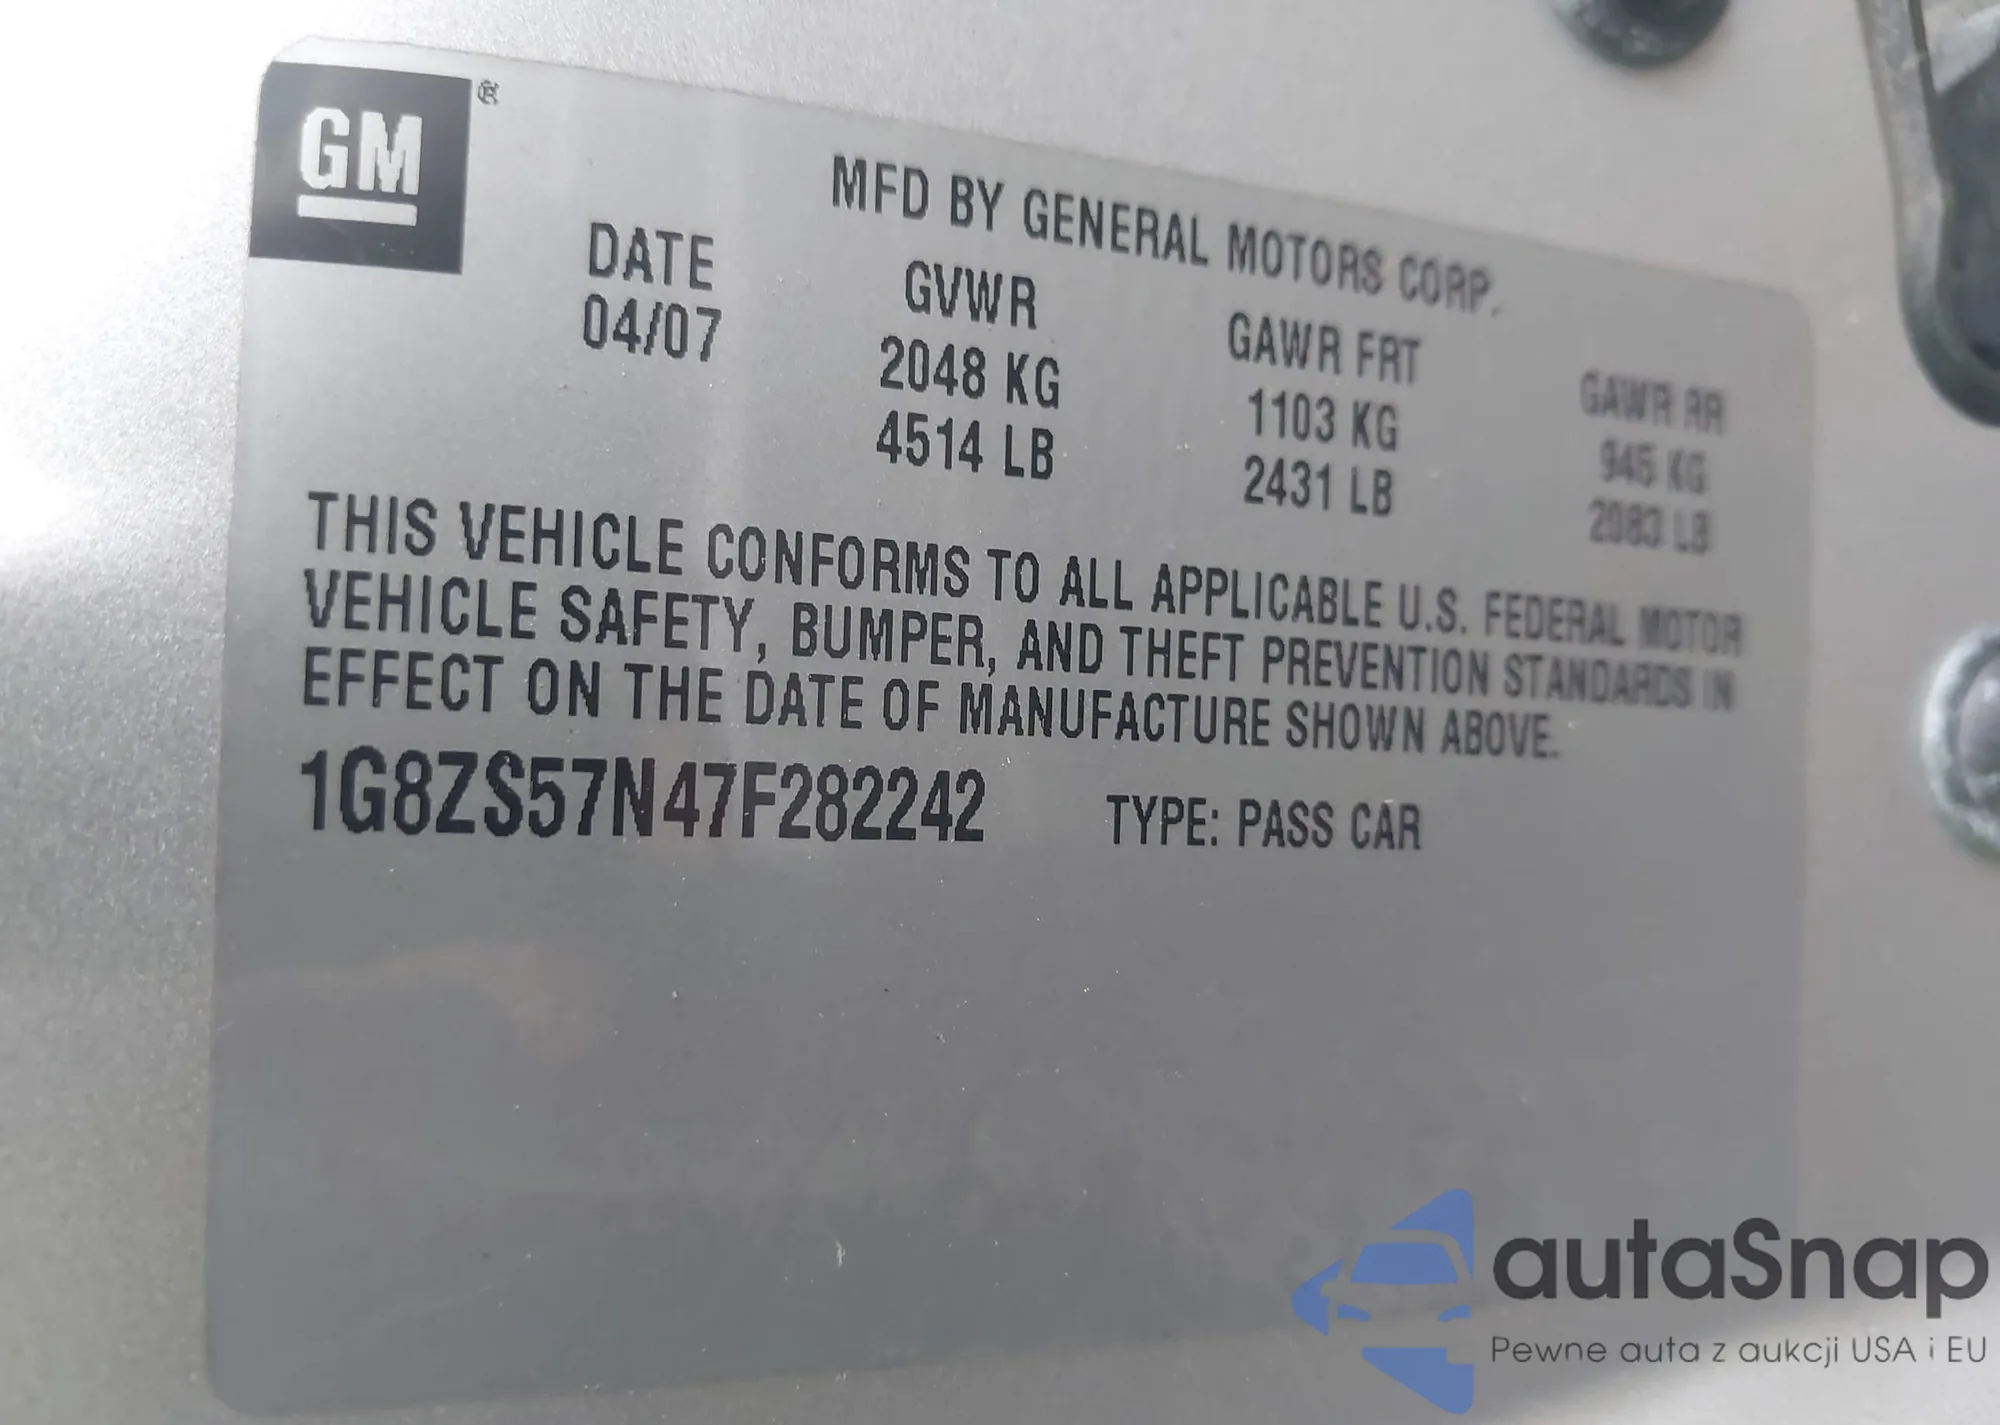 GM ®
MFD BY GENERAL MOTORS CORP.
DATE GVWR GAWR FRT GAWR RR
04/07 2048 KG 1103 KG 945 KG
4514 LB 2431 LB 2083 LB
THIS VEHICLE CONFORMS TO ALL APPLICABLE U.S. FEDERAL MOTOR
VEHICLE SAFETY, BUMPER, AND THEFT PREVENTION STANDARDS IN
EFFECT ON THE DATE OF MANUFACTURE SHOWN ABOVE.
1G8ZS57N47F282242 TYPE: PASS CAR
autaSnap
Pewne auta z aukcji USA i EU